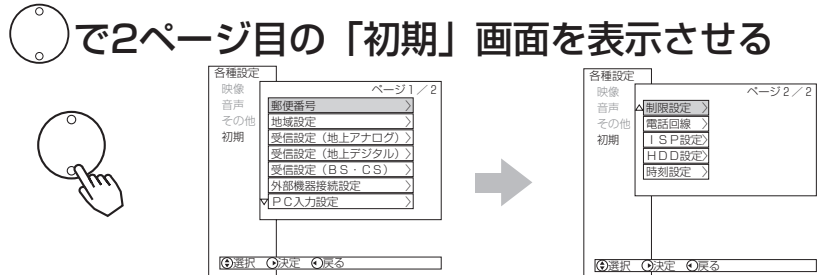 で2ページ目の「初期」画面を表示させる
各種設定
映像
音声
その他
初期
ページ1／2
郵便番号
地域設定
受信設定（地上アナログ）
受信設定（地上デジタル）
受信設定（BS・CS）
外部機器接続設定
PC入力設定
選択 決定 戻る
各種設定
映像
音声
その他
初期
ページ2／2
制限設定
電話回線
ISP設定
HDD設定
時刻設定
選択 決定 戻る